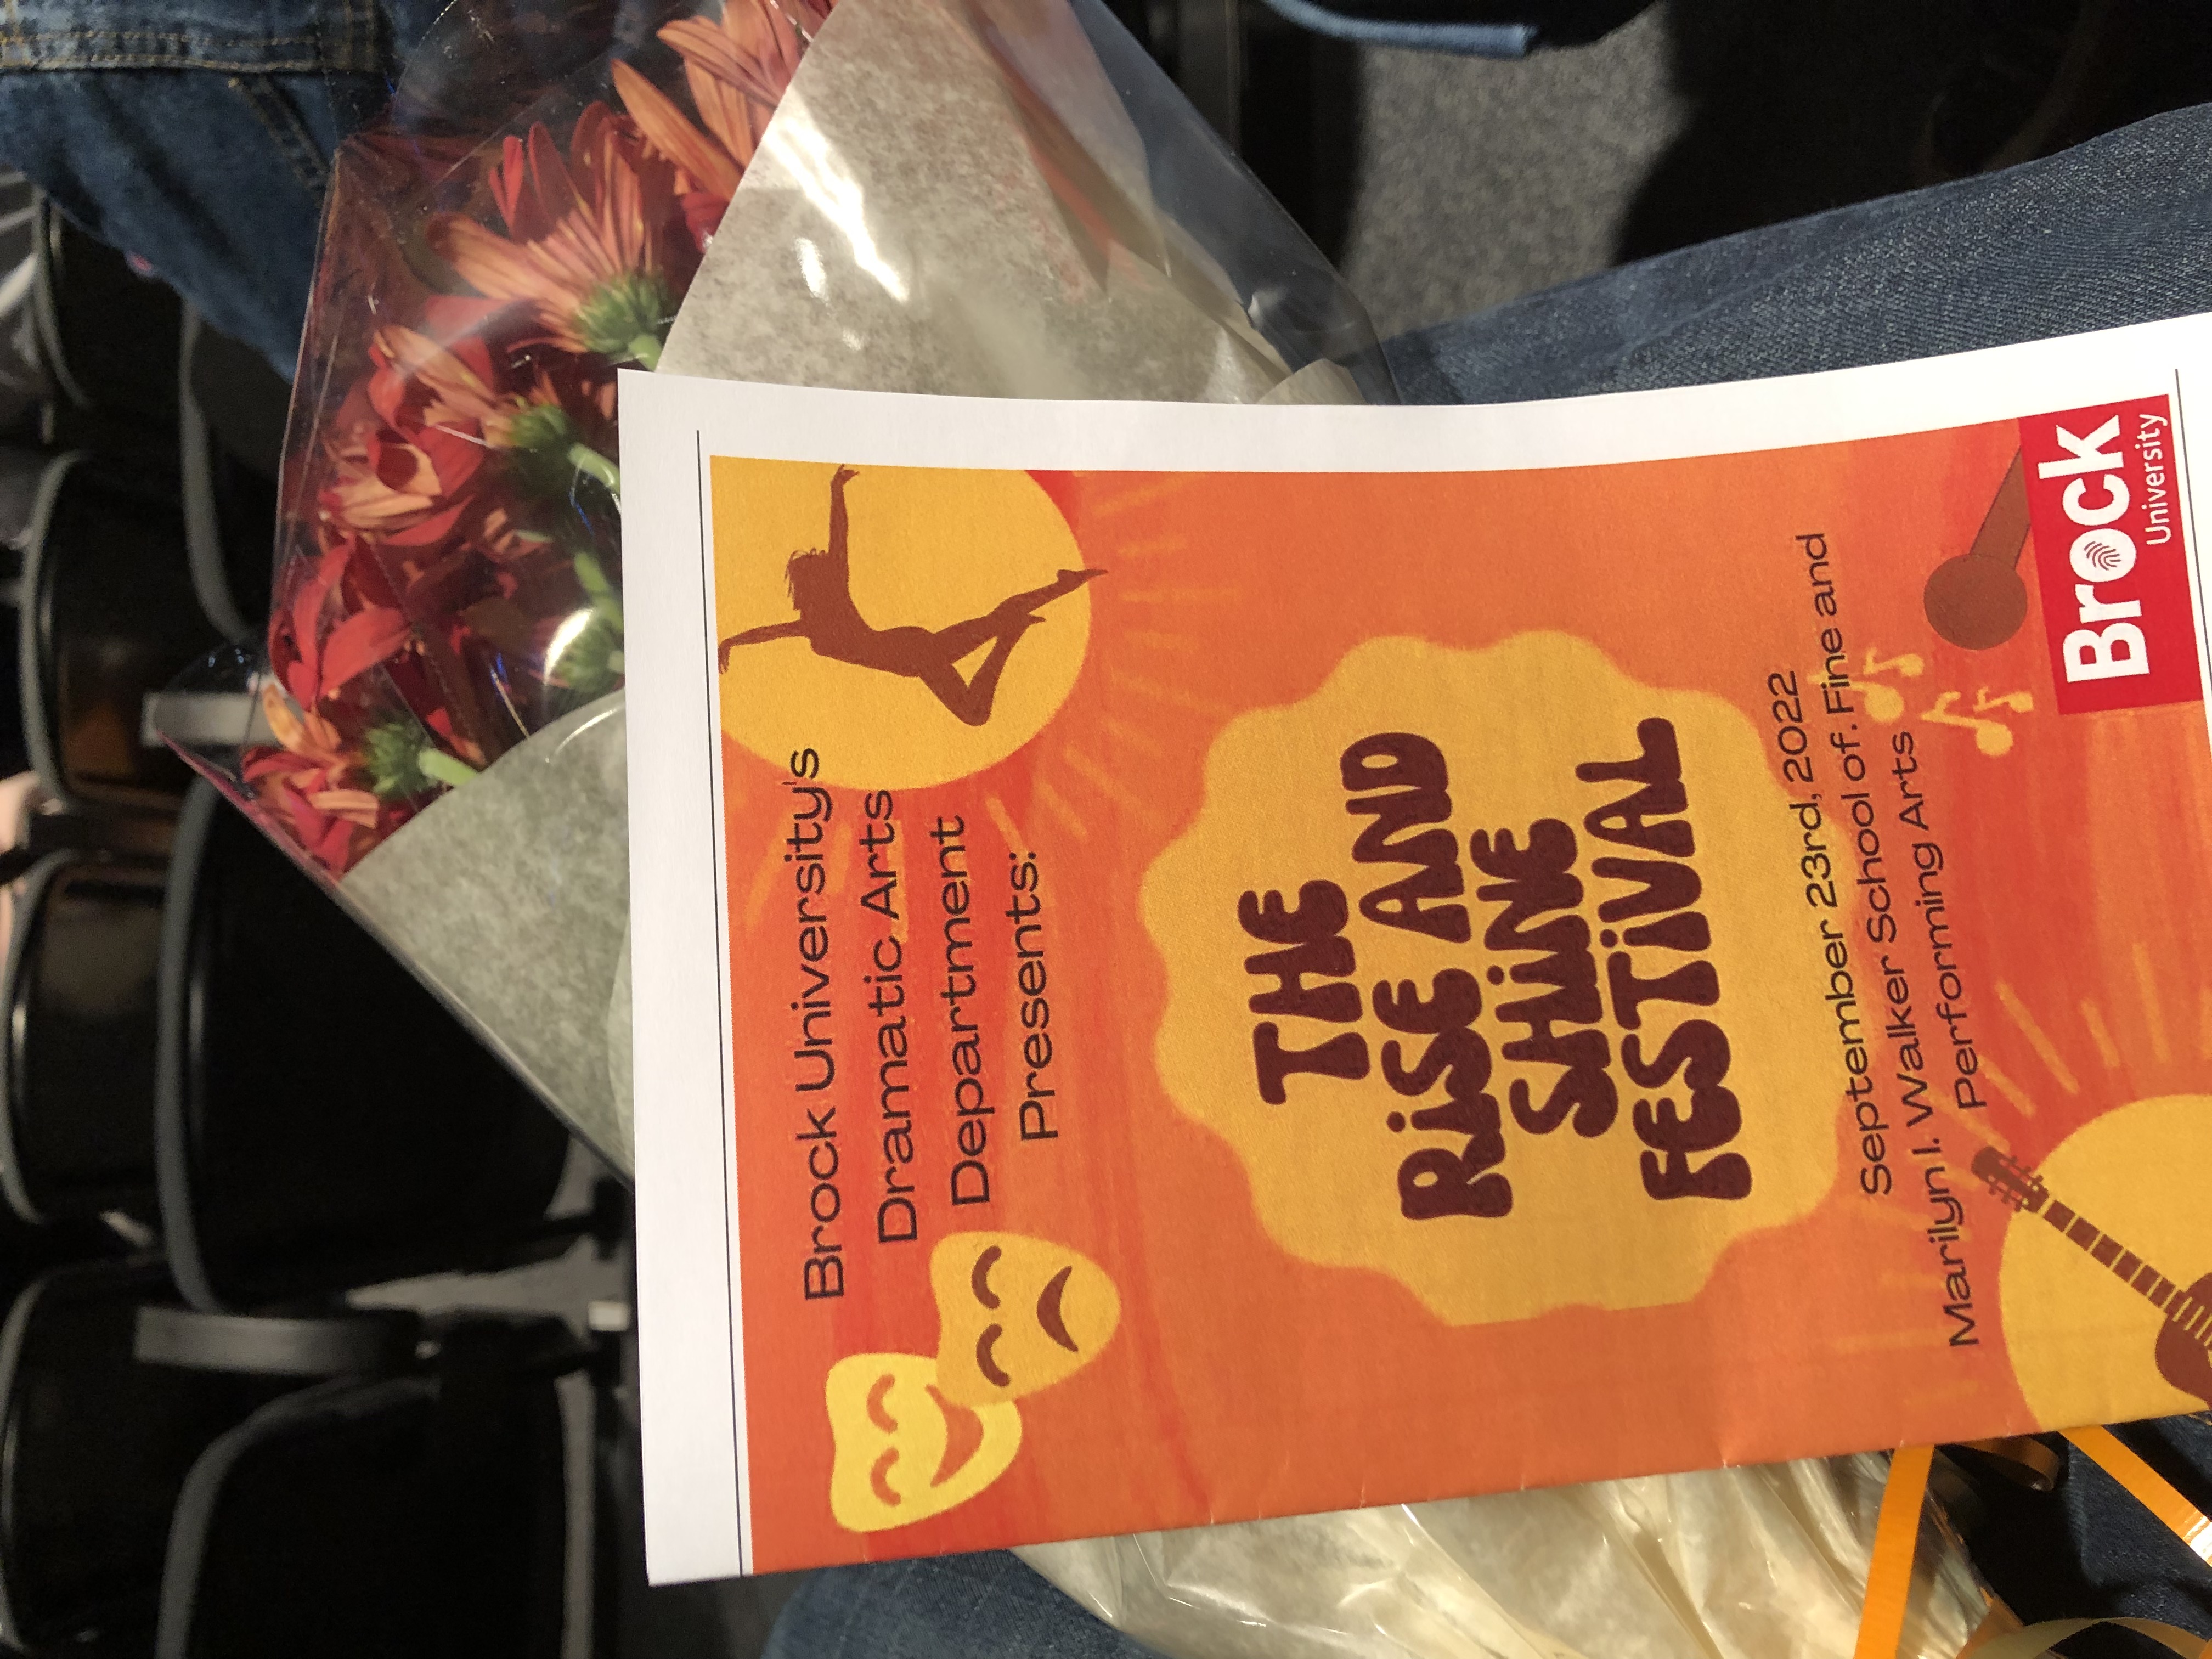 Brock University's
Dramatic Arts
Department
Presents:
THE
RiSE AND
SHiNE
FESTiVAL
September 23rd, 2022
Marilyn I. Walker School of. Fine and
Performing Arts
Brock
University